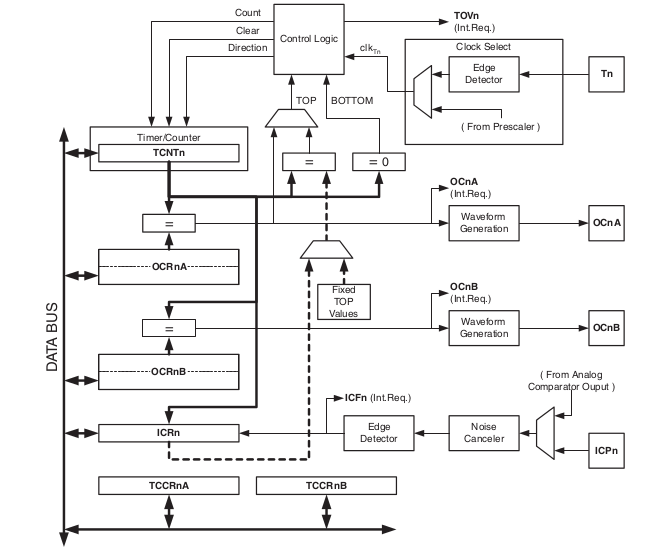 Count
Clear
Direction
Control Logic
TOVn
(Int.Req.)
clkTn
Clock Select
Edge
Detector
Tn
( From Prescaler )
TOP
BOTTOM
Timer/Counter
TCNTn
=
= 0
=
OCnA
(Int.Req.)
Waveform
Generation
OCnA
OCRnA
Fixed
TOP
Values
OCnB
(Int.Req.)
=
Waveform
Generation
OCnB
DATA BUS
OCRnB
( From Analog
Comparator Ouput )
ICFn (Int.Req.)
ICRn
Edge
Detector
Noise
Canceler
ICPn
TCCRnA
TCCRnB